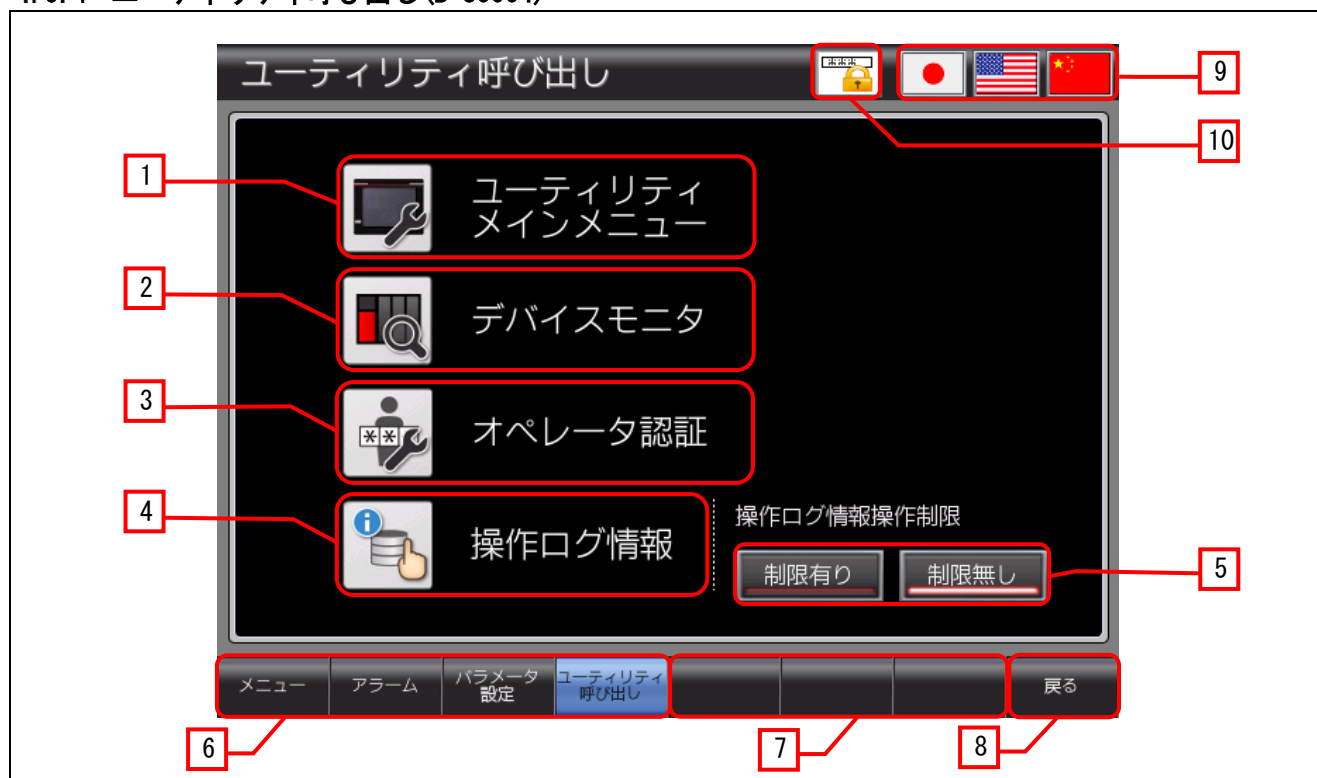 ユーティリティ呼び出し
9
10
1
ユーティリティ
メインメニュー
2
デバイスモニタ
3
オペレータ認証
4
操作ログ情報
操作ログ情報操作制限
制限有り
制限無し
5
メニュー
アラーム
パラメータ
設定
ユーティリティ
呼び出し
戻る
6
7
8